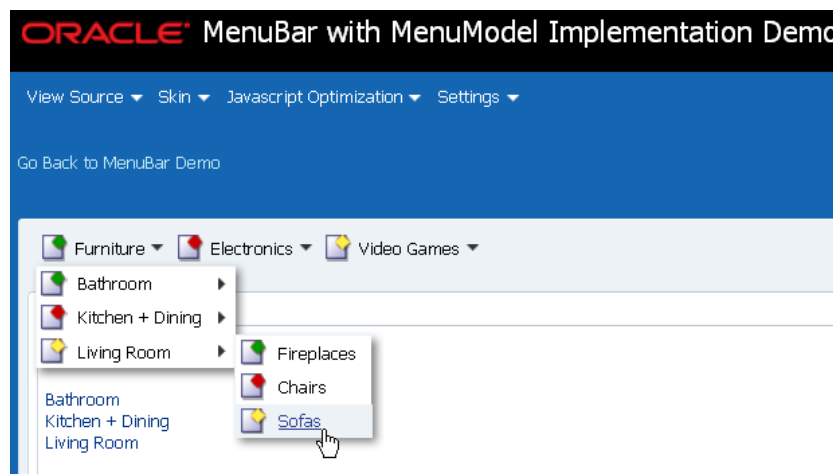 ORACLE MenuBar with MenuModel Implementation Demo
View Source Skin Javascript Optimization Settings
Go Back to MenuBar Demo
Furniture Electronics Video Games
Bathroom
Kitchen + Dining
Living Room
Fireplaces
Chairs
Sofas
Bathroom
Kitchen + Dining
Living Room